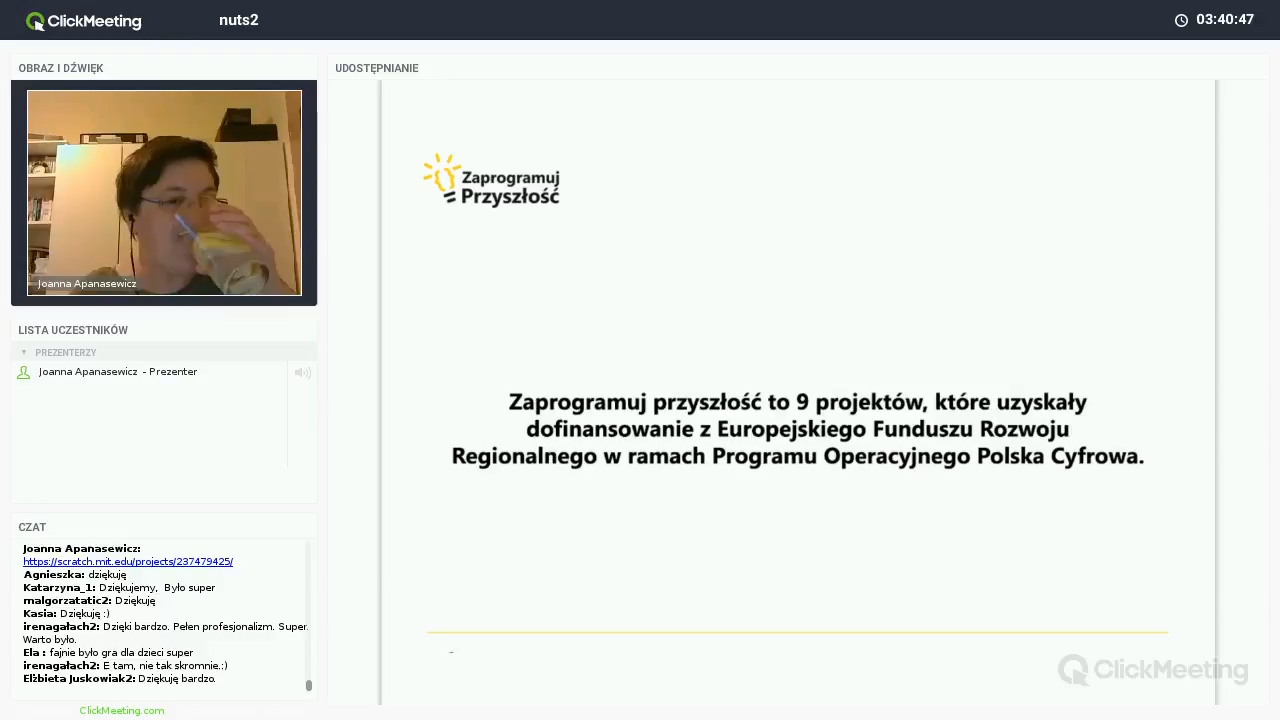 ClickMeeting
nuts2
03:40:47
OBRAZ I DŹWIĘK
Joanna Apanasewicz
LISTA UCZESTNIKÓW
PREZENTERZY
Joanna Apanasewicz - Prezenter
CZAT
Joanna Apanasewicz:
https://scratch.mit.edu/projects/237479425/
Agnieszka: dziękuję
Katarzyna_1: Dziękujemy, Było super
malgorzatatic2: Dziękuję
Kasia: Dziękuję :)
irenagałach2: Dzięki bardzo. Pełen profesjonalizm. Super.
Warto było.
Ela : fajnie było gra dla dzieci super
irenagałach2: E tam, nie tak skromnie.:)
Elżbieta Juskowiak2: Dziękuję bardzo.
ClickMeeting.com
UDOSTĘPNIANIE
Zaprogramuj
Przyszłość
Zaprogramuj przyszłość to 9 projektów, które uzyskały
dofinansowanie z Europejskiego Funduszu Rozwoju
Regionalnego w ramach Programu Operacyjnego Polska Cyfrowa.
ClickMeeting